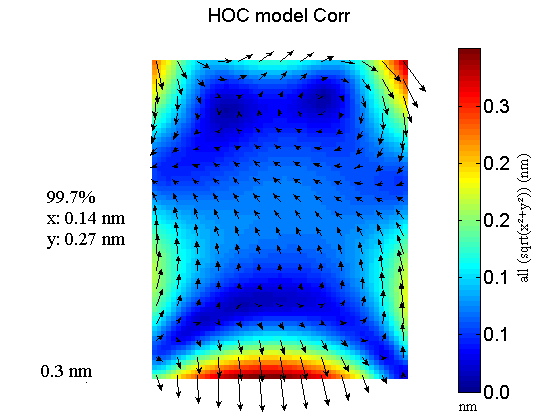 HOC model Corr
99.7%
x: 0.14 nm
y: 0.27 nm
0.3 nm
0.3
0.2
0.2
0.1
0.1
0.0
nm
all (sqrt(x²+y²)) (nm)